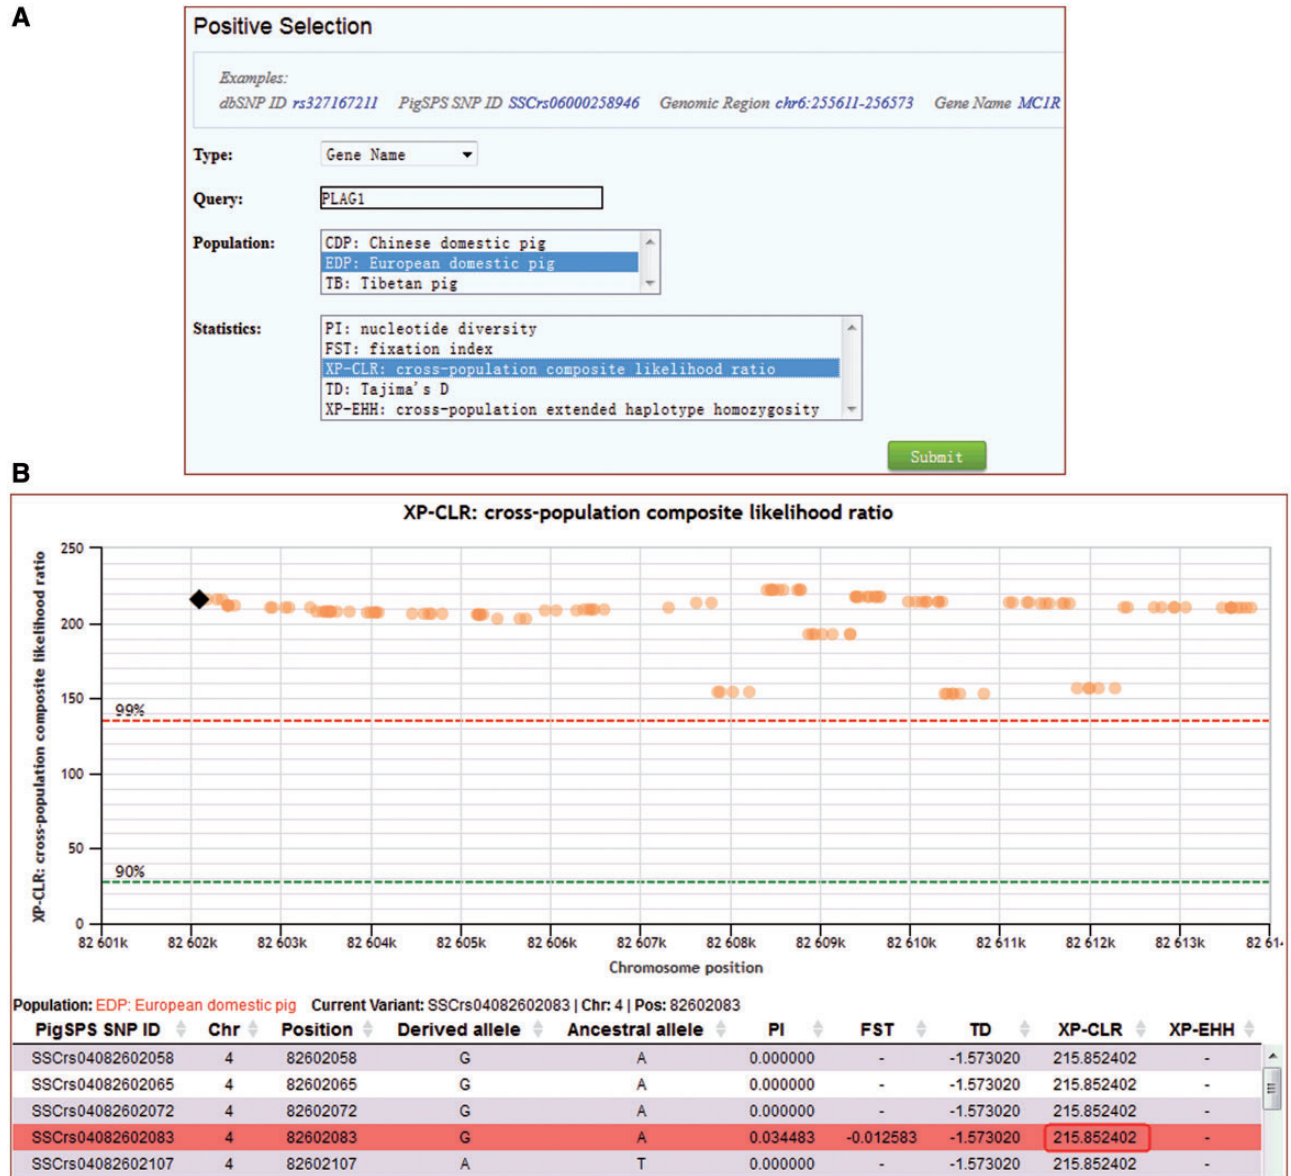 A
Positive Selection
Examples:
dbSNP ID rs327167211 PigSPS SNP ID SSCrs06000258946 Genomic Region chr6:255611-256573 Gene Name MC1R
Type: Gene Name
Query: PLAG1
Population: CDP: Chinese domestic pig
EDP: European domestic pig
TB: Tibetan pig
Statistics: PI: nucleotide diversity
FST: fixation index
XP-CLR: cross-population composite likelihood ratio
TD: Tajima's D
XP-EHH: cross-population extended haplotype homozygosity
Submit
B
XP-CLR: cross-population composite likelihood ratio
XP-CLR: cross-population composite likelihood ratio
250
200
150
99%
100
50
90%
0
82 601k 82 602k 82 603k 82 604k 82 605k 82 606k 82 607k 82 608k 82 609k 82 610k 82 611k 82 612k 82 613k 82 61
Chromosome position
Population: EDP: European domestic pig Current Variant: SSCrs04082602083 | Chr: 4 | Pos: 82602083
PigSPS SNP ID Chr Position Derived allele Ancestral allele PI FST TD XP-CLR XP-EHH
SSCrs04082602058 4 82602058 G A 0.000000 - -1.573020 215.852402 -
SSCrs04082602065 4 82602065 G A 0.000000 - -1.573020 215.852402 -
SSCrs04082602072 4 82602072 G A 0.000000 - -1.573020 215.852402 -
SSCrs04082602083 4 82602083 G A 0.034483 -0.012583 -1.573020 215.852402 -
SSCrs04082602107 4 82602107 A T 0.000000 - -1.573020 215.852402 -